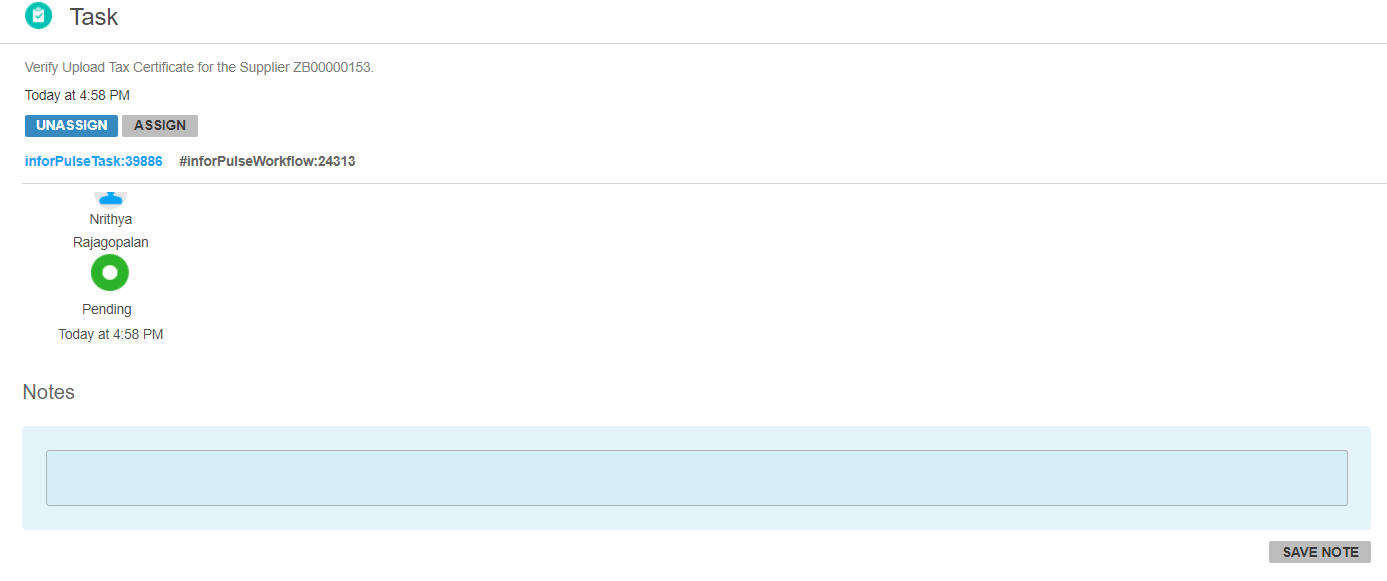 Task
Verify Upload Tax Certificate for the Supplier ZB00000153.
Today at 4:58 PM
UNASSIGN ASSIGN
inforPulseTask:39886 #inforPulseWorkflow:24313
Nrithya
Rajagopalan
Pending
Today at 4:58 PM
Notes
SAVE NOTE